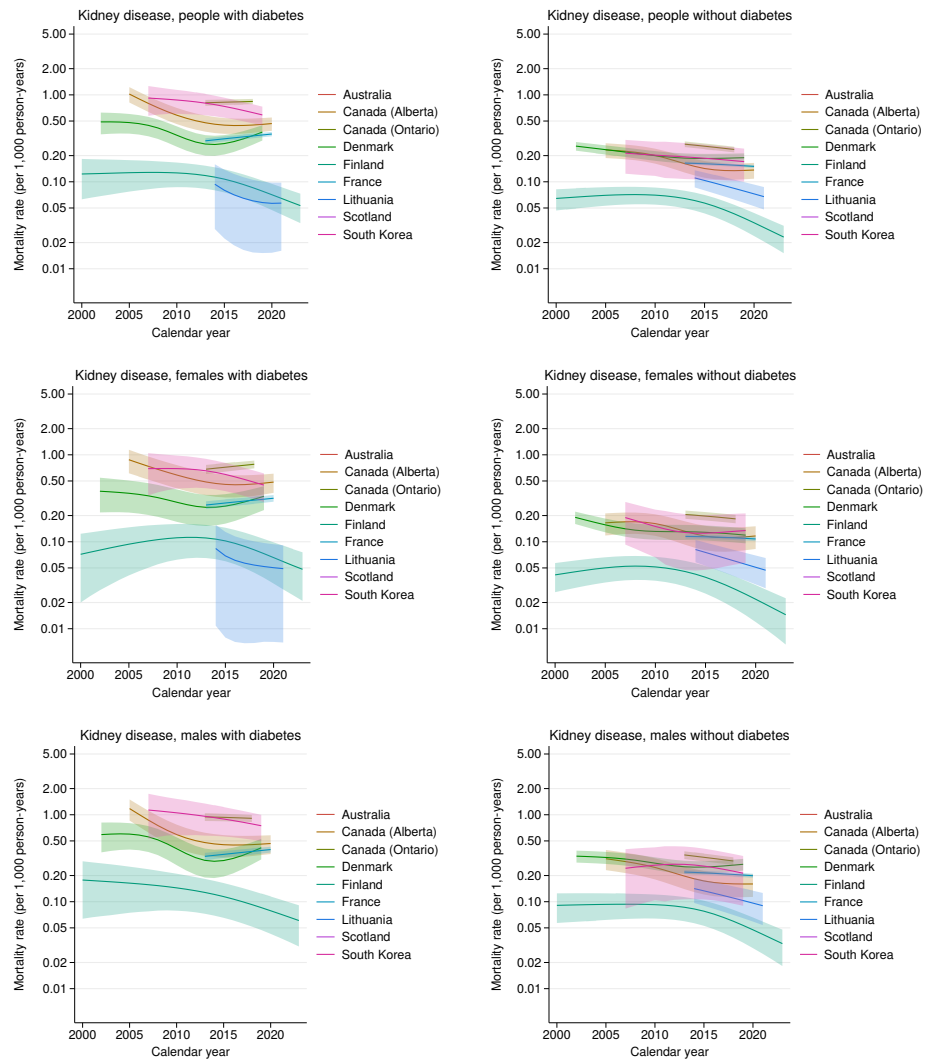 Kidney disease, people with diabetes
Mortality rate (per 1,000 person-years)
5.00
2.00
1.00
0.50
0.20
0.10
0.05
0.02
0.01
2000 2005 2010 2015 2020
Calendar year
Australia
Canada (Alberta)
Canada (Ontario)
Denmark
Finland
France
Lithuania
Scotland
South Korea
Kidney disease, people without diabetes
Mortality rate (per 1,000 person-years)
5.00
2.00
1.00
0.50
0.20
0.10
0.05
0.02
0.01
2000 2005 2010 2015 2020
Calendar year
Australia
Canada (Alberta)
Canada (Ontario)
Denmark
Finland
France
Lithuania
Scotland
South Korea
Kidney disease, females with diabetes
Mortality rate (per 1,000 person-years)
5.00
2.00
1.00
0.50
0.20
0.10
0.05
0.02
0.01
2000 2005 2010 2015 2020
Calendar year
Australia
Canada (Alberta)
Canada (Ontario)
Denmark
Finland
France
Lithuania
Scotland
South Korea
Kidney disease, females without diabetes
Mortality rate (per 1,000 person-years)
5.00
2.00
1.00
0.50
0.20
0.10
0.05
0.02
0.01
2000 2005 2010 2015 2020
Calendar year
Australia
Canada (Alberta)
Canada (Ontario)
Denmark
Finland
France
Lithuania
Scotland
South Korea
Kidney disease, males with diabetes
Mortality rate (per 1,000 person-years)
5.00
2.00
1.00
0.50
0.20
0.10
0.05
0.02
0.01
2000 2005 2010 2015 2020
Calendar year
Australia
Canada (Alberta)
Canada (Ontario)
Denmark
Finland
France
Lithuania
Scotland
South Korea
Kidney disease, males without diabetes
Mortality rate (per 1,000 person-years)
5.00
2.00
1.00
0.50
0.20
0.10
0.05
0.02
0.01
2000 2005 2010 2015 2020
Calendar year
Australia
Canada (Alberta)
Canada (Ontario)
Denmark
Finland
France
Lithuania
Scotland
South Korea